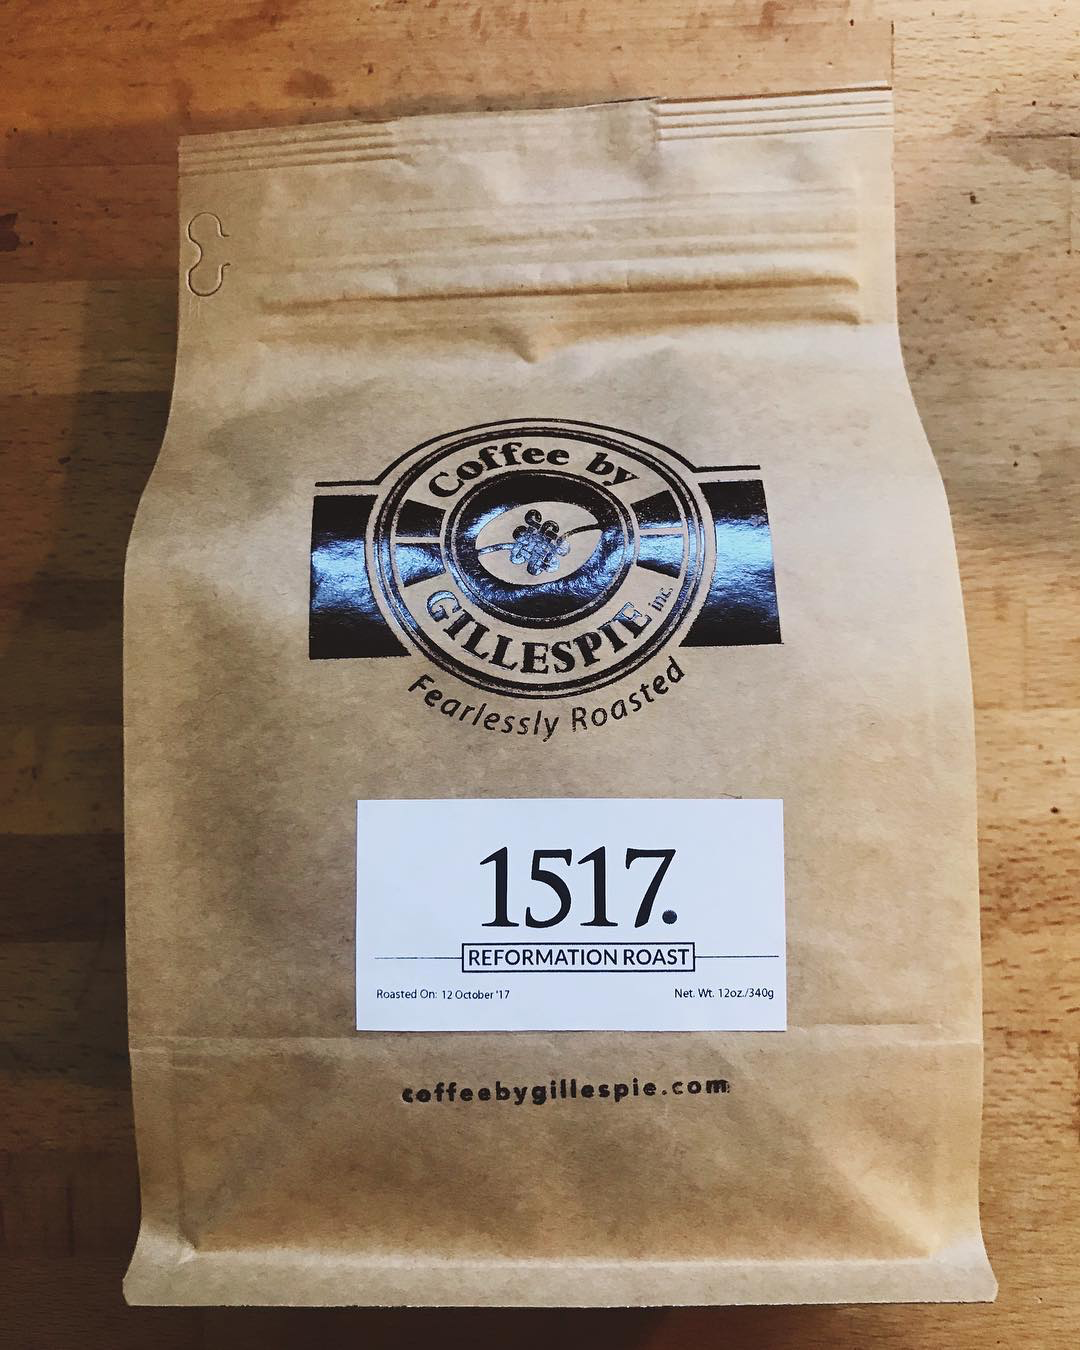 Coffee by
GILLESPIE inc.
Fearlessly Roasted
1517.
REFORMATION ROAST
Roasted On: 12 October '17
Net. Wt. 12oz./340g
coffeebygillespie.com